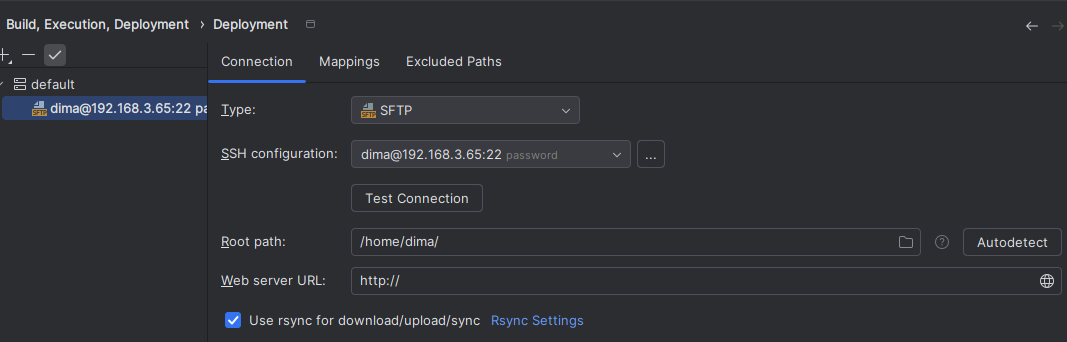 Build, Execution, Deployment › Deployment
Connection Mappings Excluded Paths
default
SFTP dima@192.168.3.65:22
Type: SFTP SFTP
SSH configuration: dima@192.168.3.65:22 password ...
Test Connection
Root path: /home/dima/ ? Autodetect
Web server URL: http://
Use rsync for download/upload/sync Rsync Settings